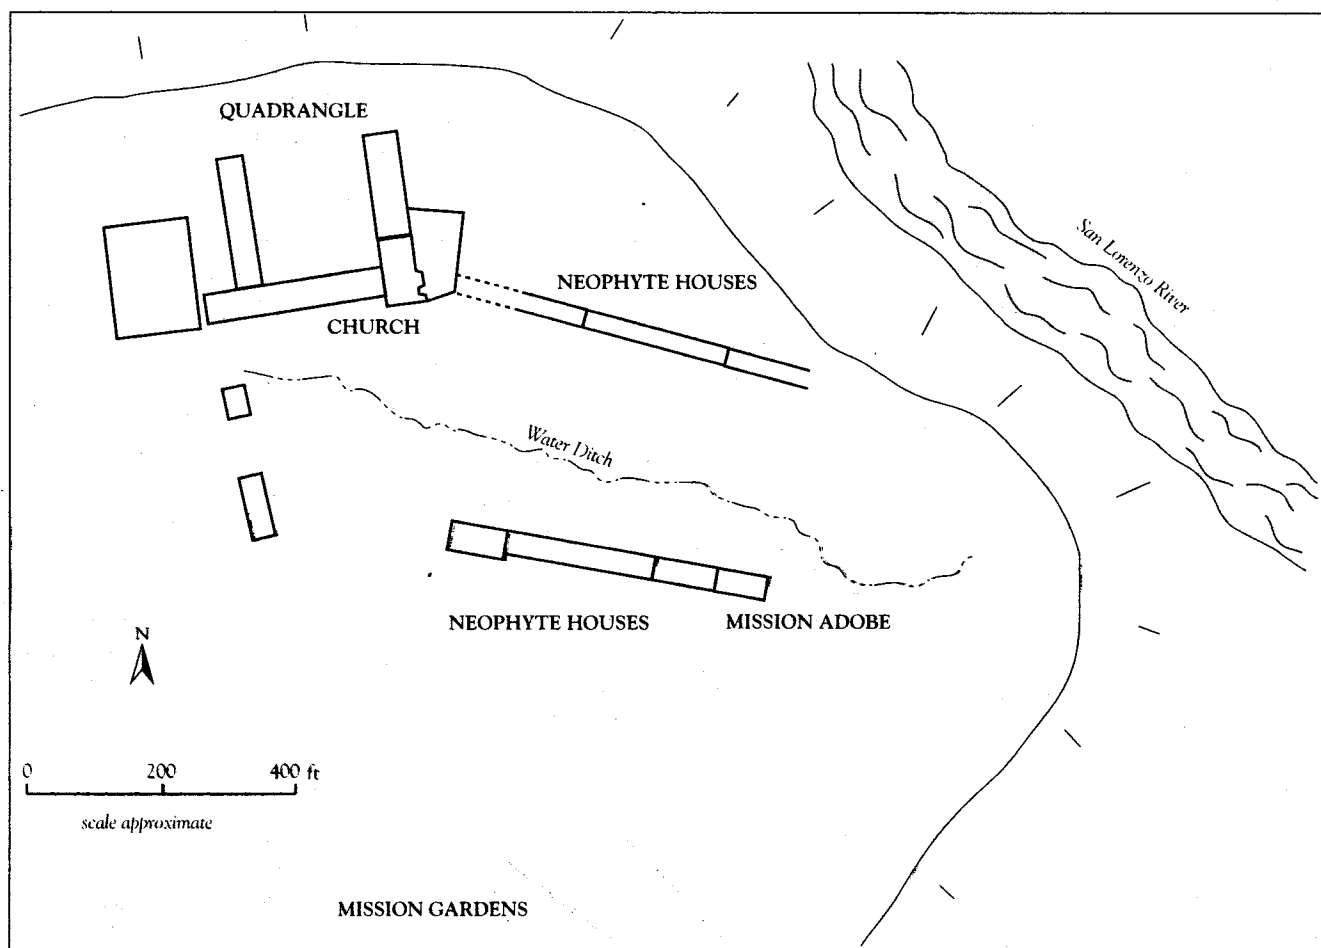 QUADRANGLE
San Lorenzo River
NEOPHYTE HOUSES
CHURCH
Water Ditch
NEOPHYTE HOUSES
MISSION ADOBE
N
0 200 400 ft
scale approximate
MISSION GARDENS